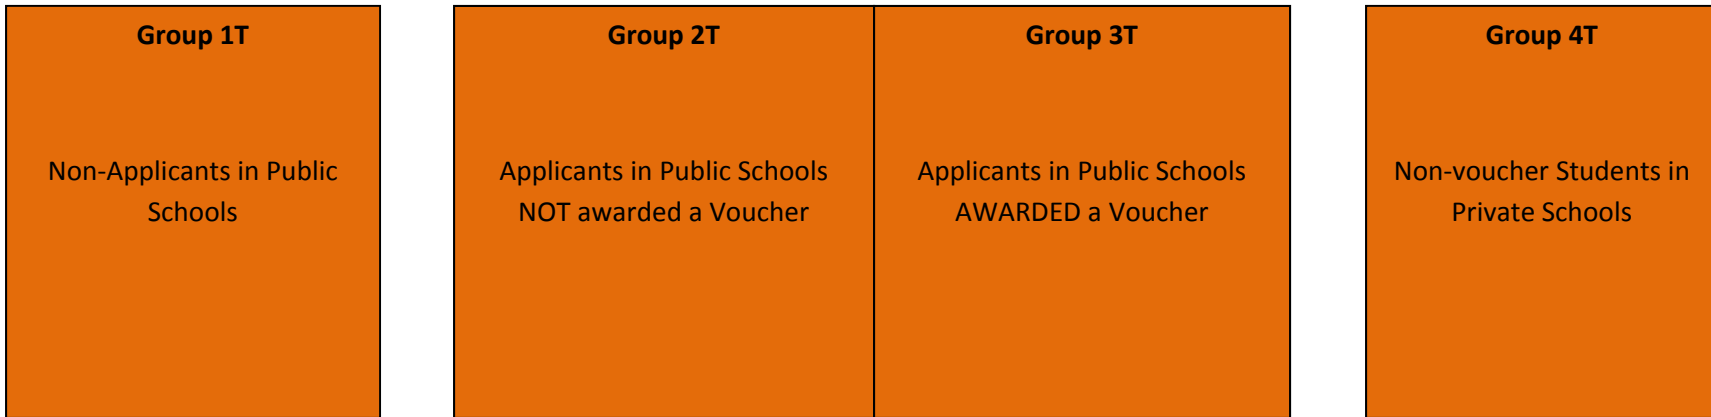 Group 1T
Non-Applicants in Public
Schools
Group 2T
Applicants in Public Schools
NOT awarded a Voucher
Group 3T
Applicants in Public Schools
AWARDED a Voucher
Group 4T
Non-voucher Students in
Private Schools